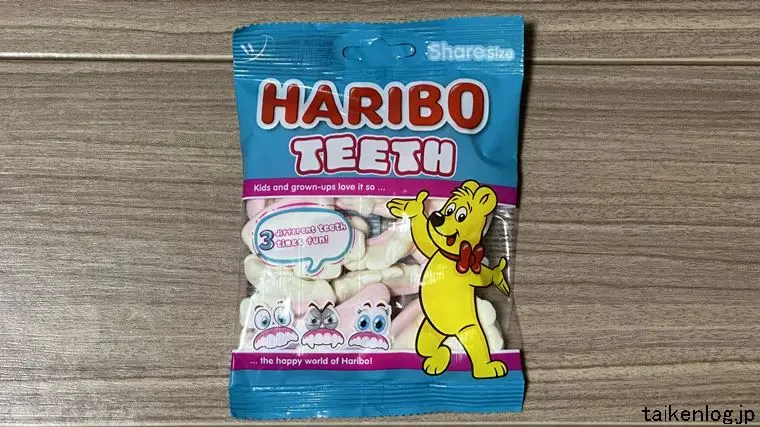 Share size
HARIBO
TEETH
Kids and grown-ups love it so ...
3 different teeth
times fun!
... the happy world of Haribo!
taikenlog.jp